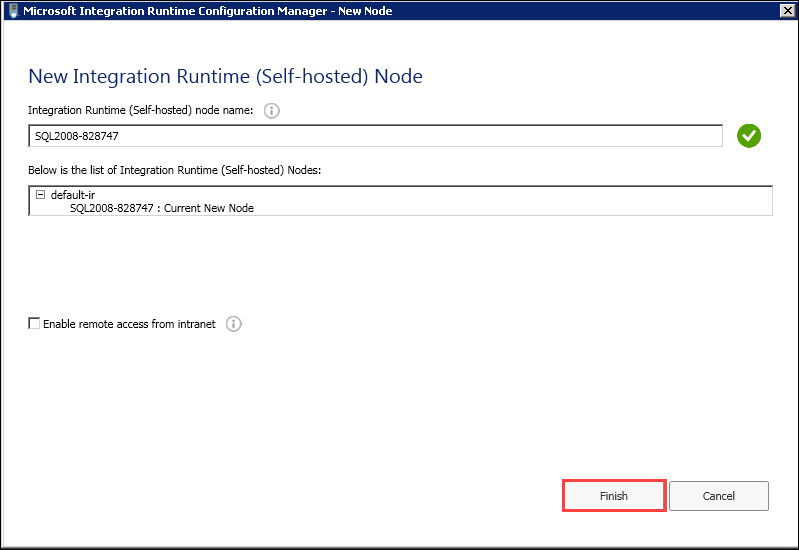 Microsoft Integration Runtime Configuration Manager - New Node
New Integration Runtime (Self-hosted) Node
Integration Runtime (Self-hosted) node name:
SQL2008-828747
Below is the list of Integration Runtime (Self-hosted) Nodes:
default-ir
SQL2008-828747 : Current New Node
Enable remote access from intranet
Finish
Cancel